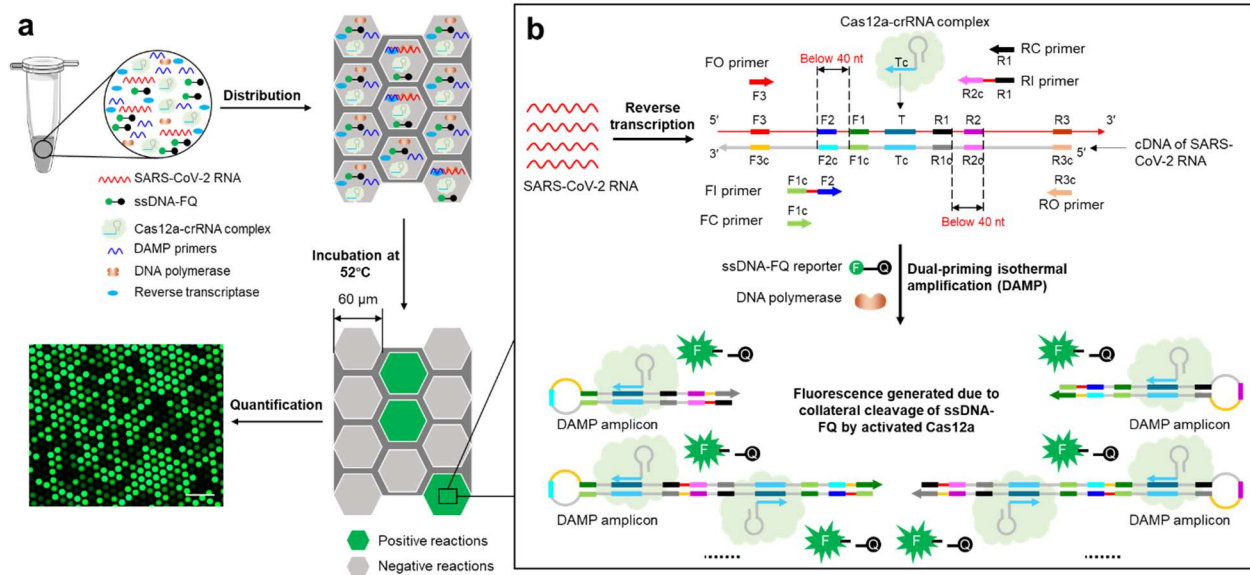 a
Distribution
SARS-CoV-2 RNA
ssDNA-FQ
Cas12a-crRNA complex
DAMP primers
DNA polymerase
Reverse transcriptase
Incubation at
52°C
60 µm
Quantification
Positive reactions
Negative reactions
b
Cas12a-crRNA complex
Tc
RC primer
R1
RI primer
R2c R1
FO primer
F3
Below 40 nt
Reverse
transcription
SARS-CoV-2 RNA
5′ F3 F2 F1 T R1 R2 R3 3′
3′ F3c F2c F1c Tc R1c R2c R3c 5′
cDNA of SARS-
CoV-2 RNA
FI primer
F1c F2
FC primer
F1c
Below 40 nt
R3c
RO primer
ssDNA-FQ reporter
F Q
DNA polymerase
Dual-priming isothermal
amplification (DAMP)
F Q
F Q
Fluorescence generated due to
collateral cleavage of ssDNA-
FQ by activated Cas12a
DAMP amplicon
DAMP amplicon
F Q
F Q
DAMP amplicon
DAMP amplicon
F Q
F Q